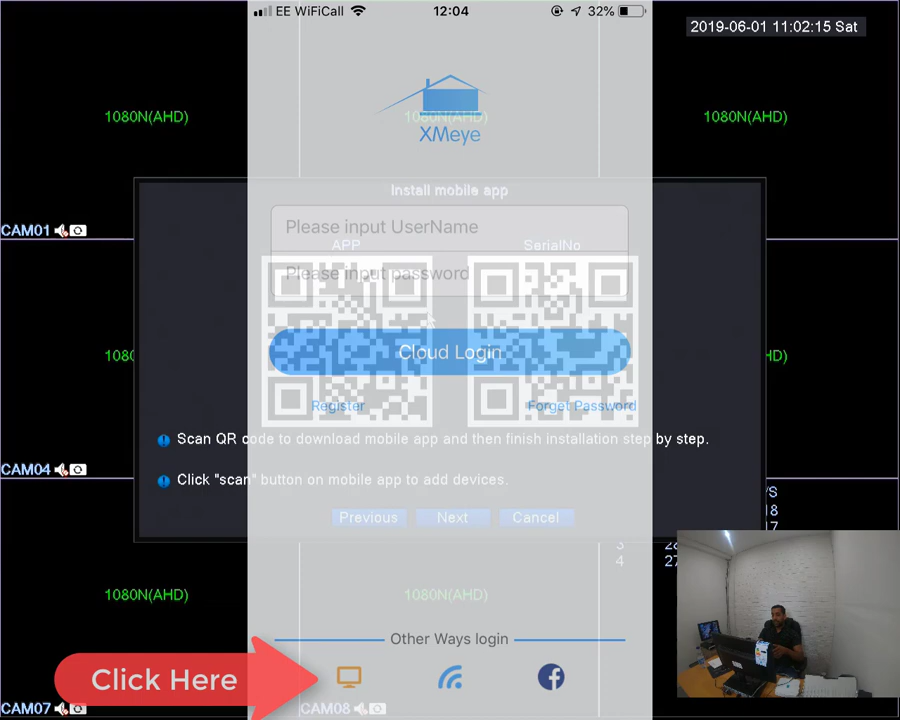 EE WiFiCall 12:04 32%
2019-06-01 11:02:15 Sat
1080N(AHD) 1080N(AHD) 1080N(AHD)
XMeye
Install mobile app
Please input UserName
CAM01
APP SerialNo
Please input password
Cloud Login
Register Forget Password
Scan QR code to download mobile app and then finish installation step by step.
CAM04
Click "scan" button on mobile app to add devices.
Previous Next Cancel
3
4
1080N(AHD) 1080N(AHD)
Other Ways login
Click Here
CAM07 CAM08